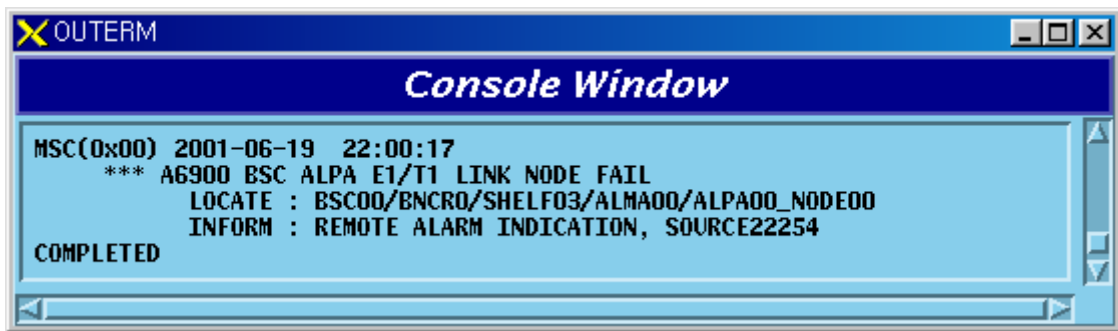 OUTERM
Console Window
MSC(0x00) 2001-06-19 22:00:17
*** A6900 BSC ALPA E1/T1 LINK NODE FAIL
LOCATE : BSC00/BNCR0/SHELF03/ALMA00/ALPA00_NODE00
INFORM : REMOTE ALARM INDICATION, SOURCE22254
COMPLETED